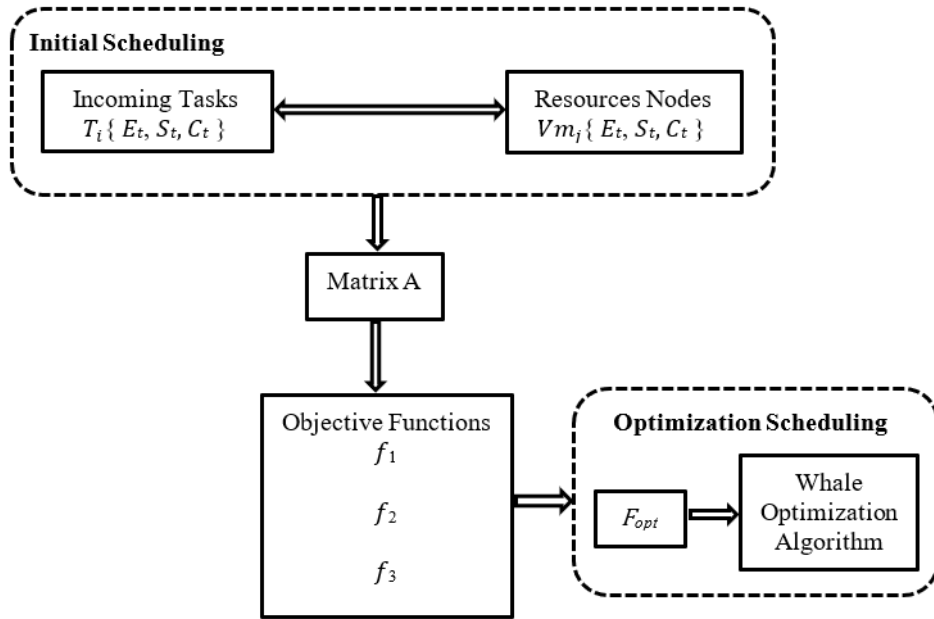 Initial Scheduling
Incoming Tasks
T_i { E_t, S_t, C_t }
Resources Nodes
Vm_j { E_t, S_t, C_t }
Matrix A
Objective Functions
f_1
f_2
f_3
Optimization Scheduling
F_opt
Whale
Optimization
Algorithm